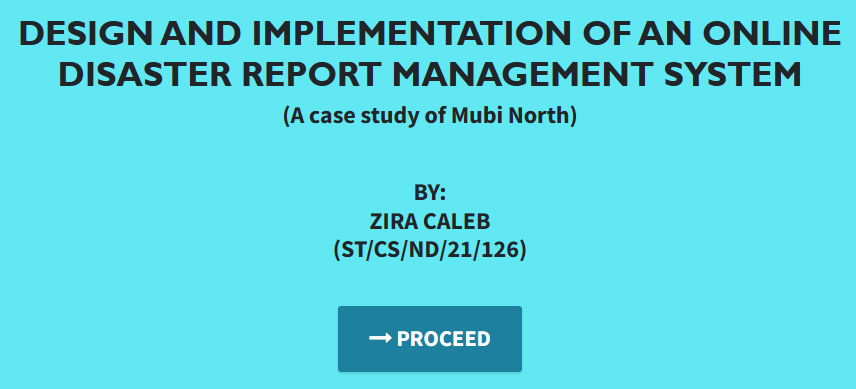 DESIGN AND IMPLEMENTATION OF AN ONLINE
DISASTER REPORT MANAGEMENT SYSTEM
(A case study of Mubi North)
BY:
ZIRA CALEB
(ST/CS/ND/21/126)
PROCEED